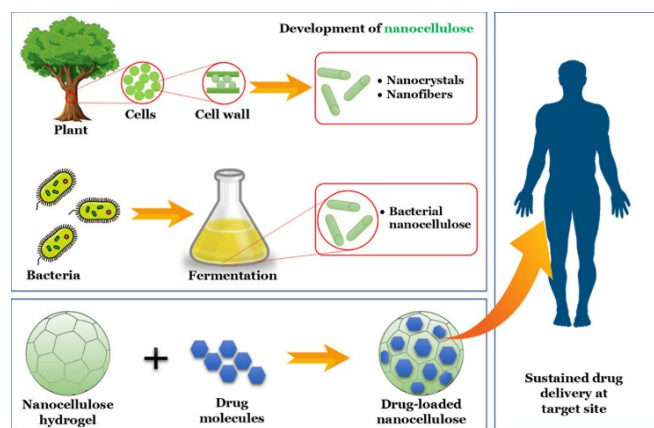 Development of nanocellulose
Plant
Cells
Cell wall
• Nanocrystals
• Nanofibers
Bacteria
Fermentation
• Bacterial
nanocellulose
Nanocellulose
hydrogel
Drug
molecules
Drug-loaded
nanocellulose
Sustained drug
delivery at
target site